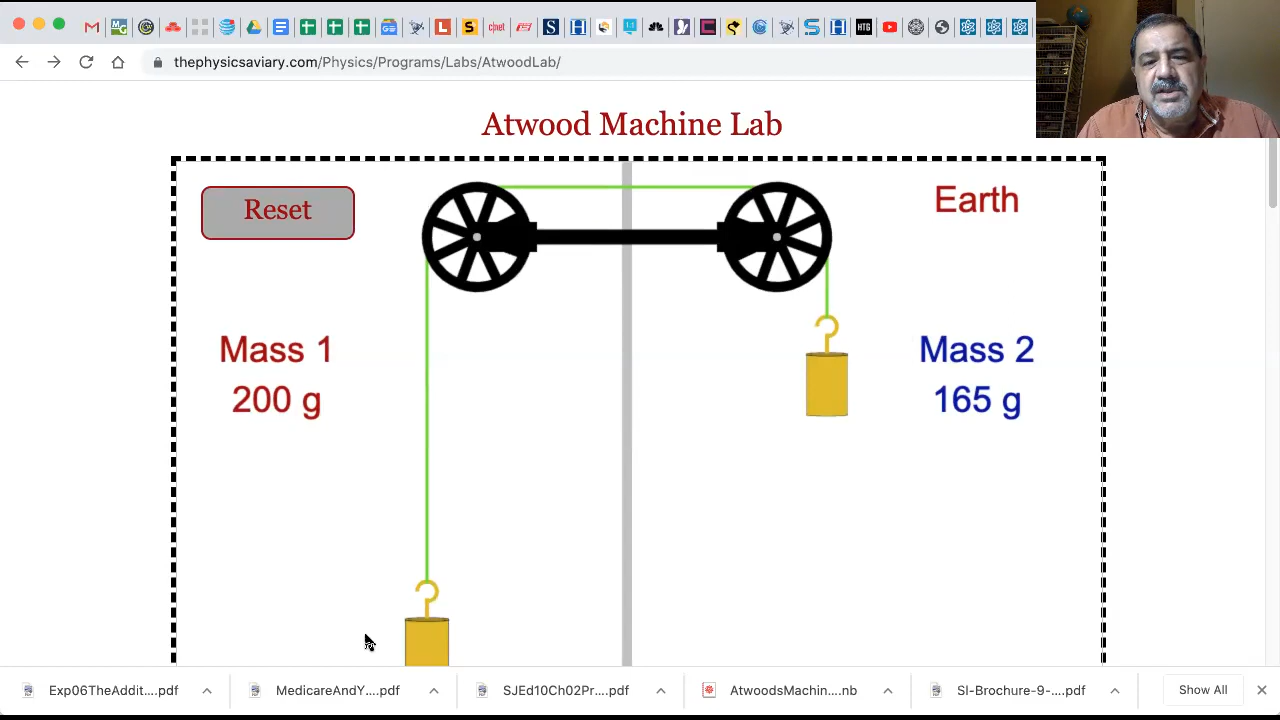 thephysicsaviary.com/Physics/Programs/Labs/AtwoodLab/
Atwood Machine Lab
Reset
Earth
Mass 1
200 g
Mass 2
165 g
Exp06TheAddit....pdf
MedicareAndY....pdf
SJEd10Ch02Pr....pdf
AtwoodsMachin....nb
SI-Brochure-9-....pdf
Show All